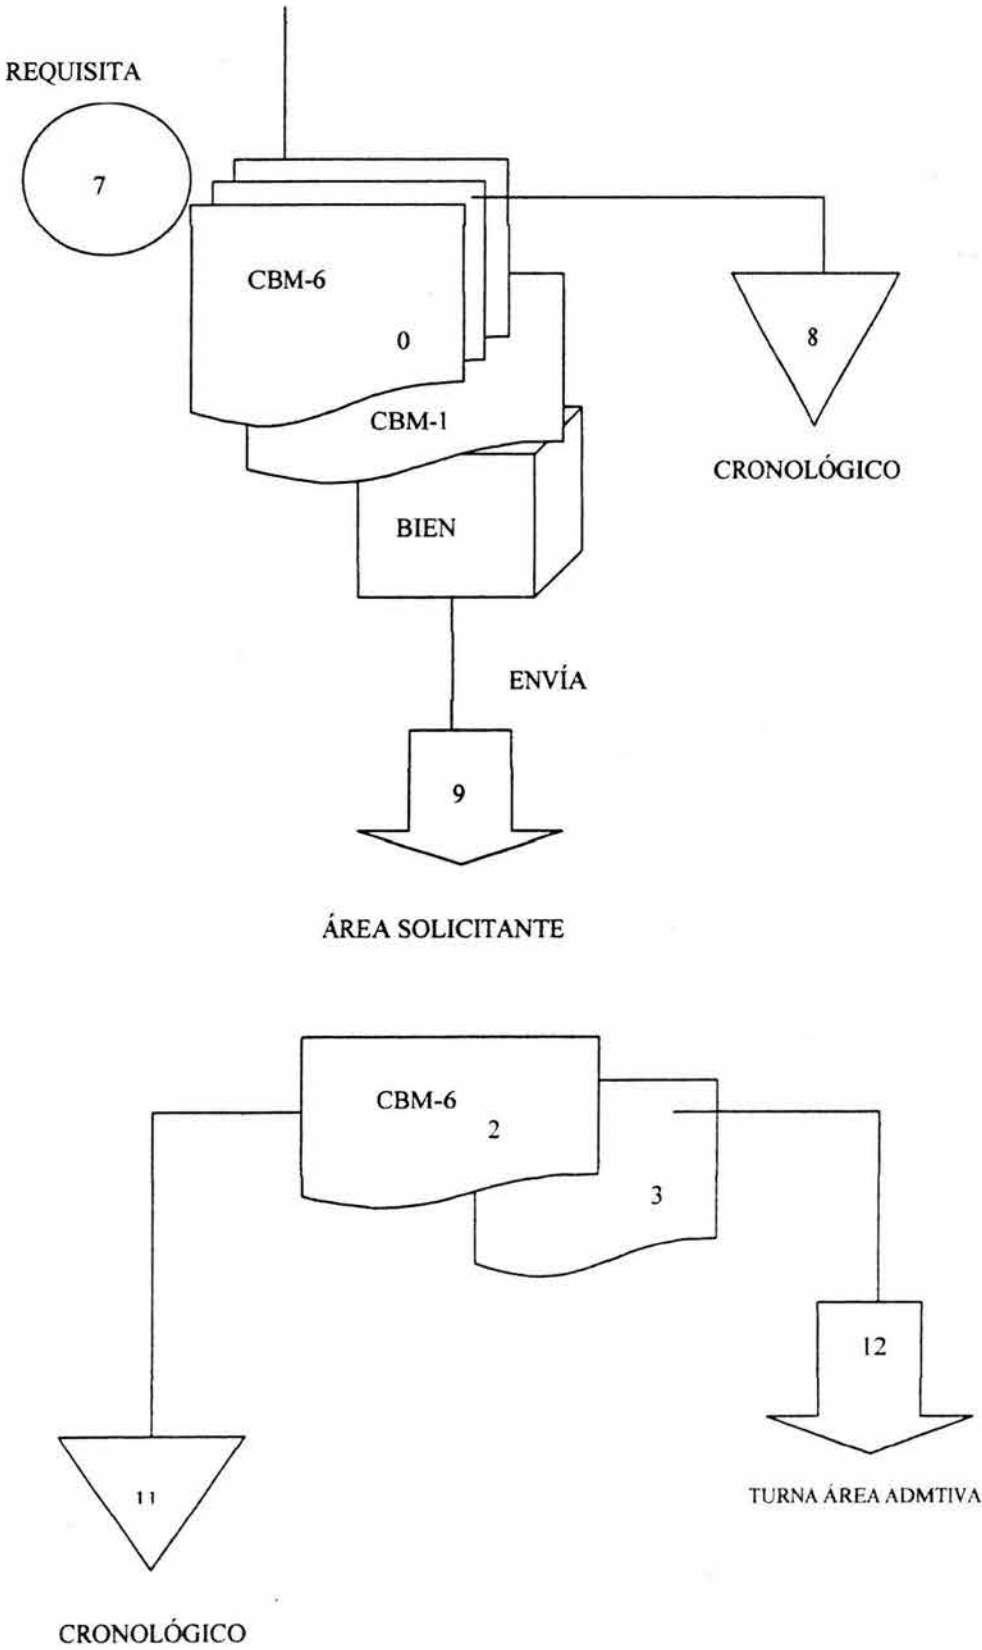 REQUISITA
7
CBM-6
0
8
CBM-1
CRONOLÓGICO
BIEN
ENVÍA
9
ÁREA SOLICITANTE
CBM-6
2
3
12
11
TURNA ÁREA ADMTIVA
CRONOLÓGICO